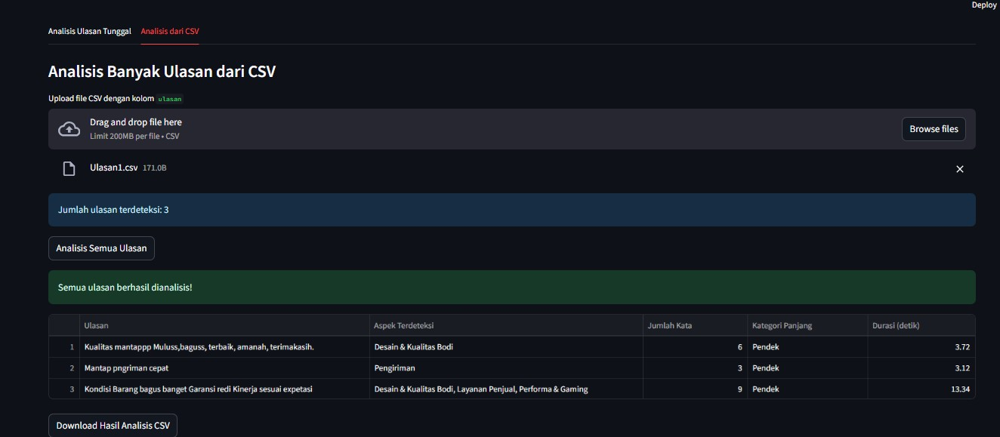 Deploy
Analisis Ulasan Tunggal Analisis dari CSV
Analisis Banyak Ulasan dari CSV
Upload file CSV dengan kolom ulasan
Drag and drop file here
Limit 200MB per file • CSV
Browse files
Ulasan1.csv 171.0B
Jumlah ulasan terdeteksi: 3
Analisis Semua Ulasan
Semua ulasan berhasil dianalisis!
Ulasan Aspek Terdeteksi Jumlah Kata Kategori Panjang Durasi (detik)
1 Kualitas mantappp Muluss,baguss, terbaik, amanah, terimakasih. Desain & Kualitas Bodi 6 Pendek 3.72
2 Mantap pngriman cepat Pengiriman 3 Pendek 3.12
3 Kondisi Barang bagus banget Garansi redi Kinerja sesuai expetasi Desain & Kualitas Bodi, Layanan Penjual, Performa & Gaming 9 Pendek 13.34
Download Hasil Analisis CSV